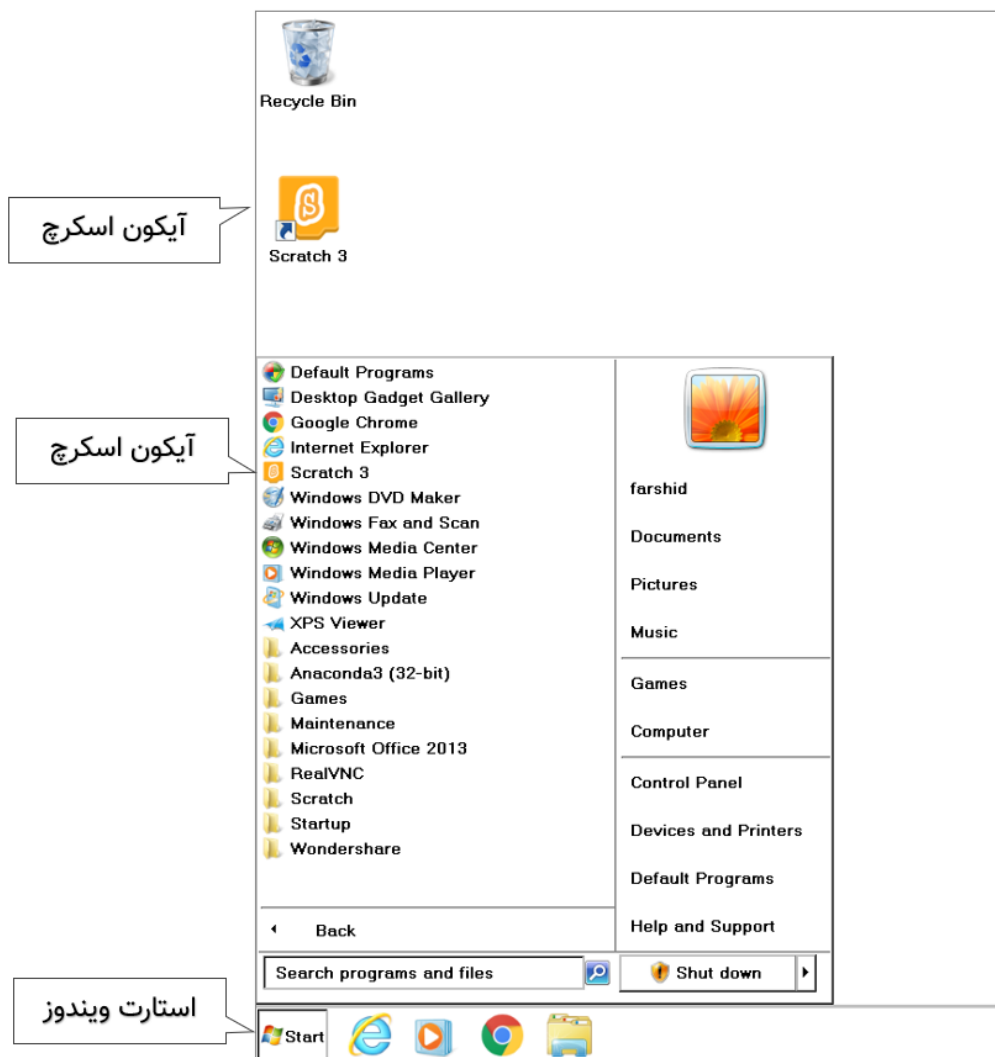 Recycle Bin
آیکون اسکرچ
Scratch 3
Default Programs
Desktop Gadget Gallery
Google Chrome
Internet Explorer
آیکون اسکرچ
Scratch 3
Windows DVD Maker
Windows Fax and Scan
Windows Media Center
Windows Media Player
Windows Update
XPS Viewer
Accessories
Anaconda3 (32-bit)
Games
Maintenance
Microsoft Office 2013
RealVNC
Scratch
Startup
Wondershare
Back
Search programs and files
farshid
Documents
Pictures
Music
Games
Computer
Control Panel
Devices and Printers
Default Programs
Help and Support
Shut down
استارت ویندوز
Start